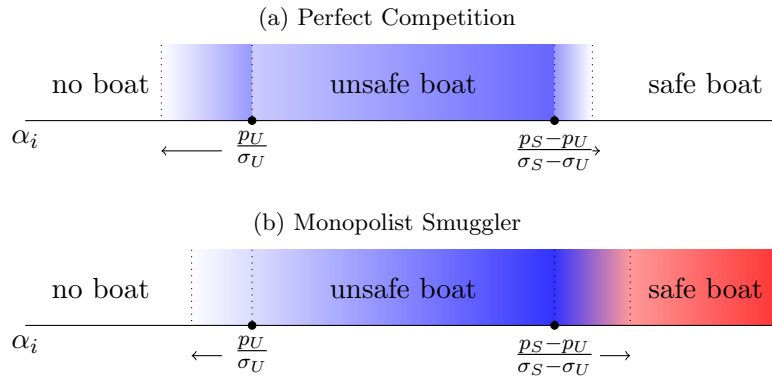 (a) Perfect Competition
no boat unsafe boat safe boat
α_i p_U/σ_U (p_S−p_U)/(σ_S−σ_U)
(b) Monopolist Smuggler
no boat unsafe boat safe boat
α_i p_U/σ_U (p_S−p_U)/(σ_S−σ_U)